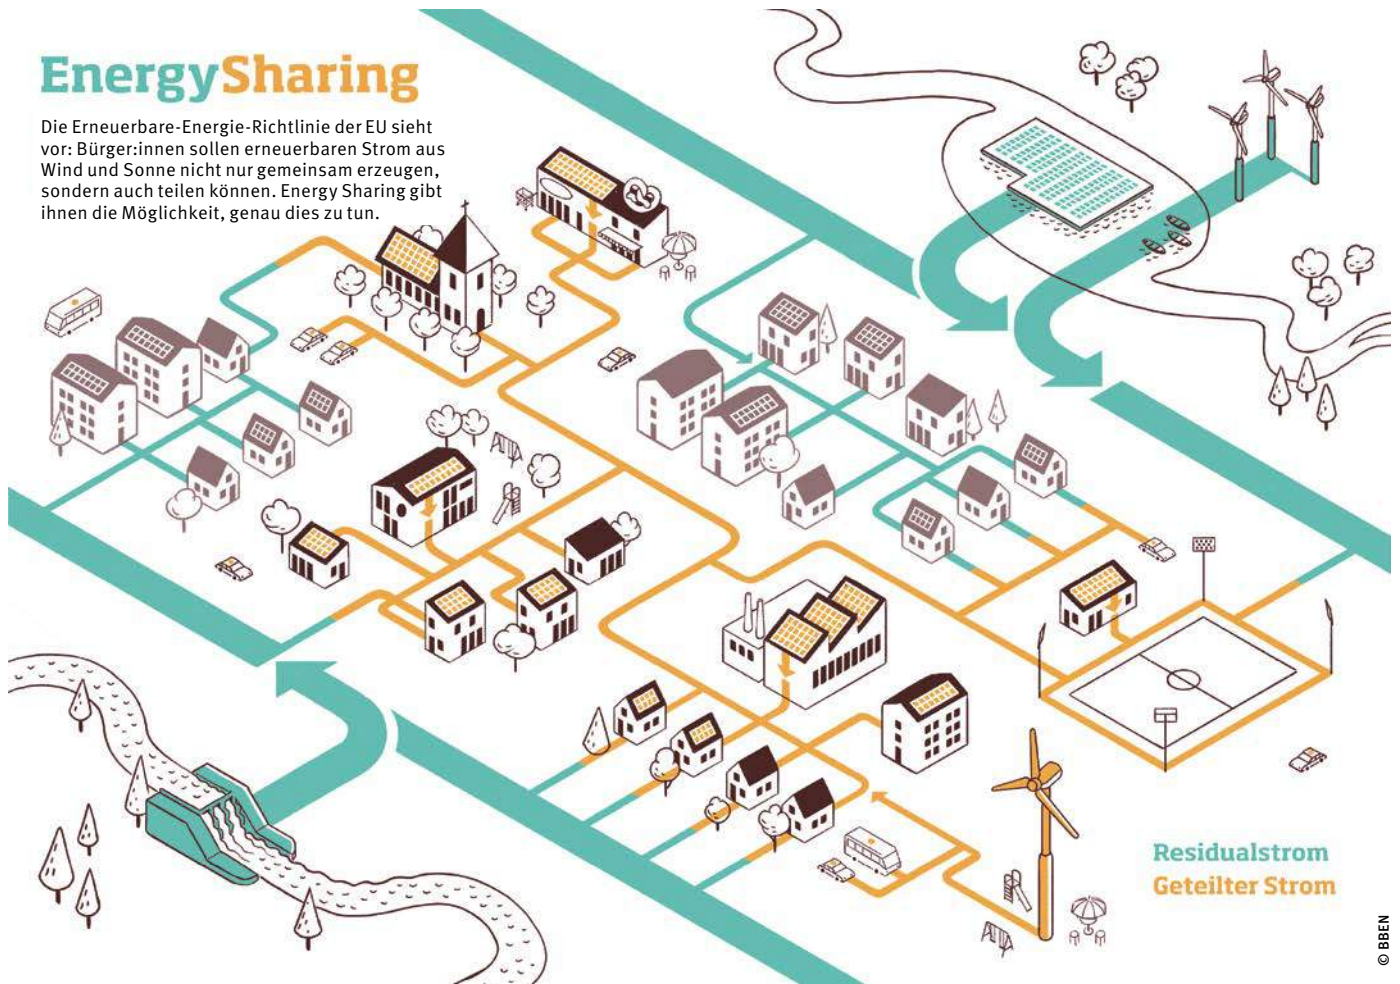 EnergySharing
Die Erneuerbare-Energie-Richtlinie der EU sieht
vor: Bürger:innen sollen erneuerbaren Strom aus
Wind und Sonne nicht nur gemeinsam erzeugen,
sondern auch teilen können. Energy Sharing gibt
ihnen die Möglichkeit, genau dies zu tun.
Residualstrom
Geteilter Strom
© BBEN